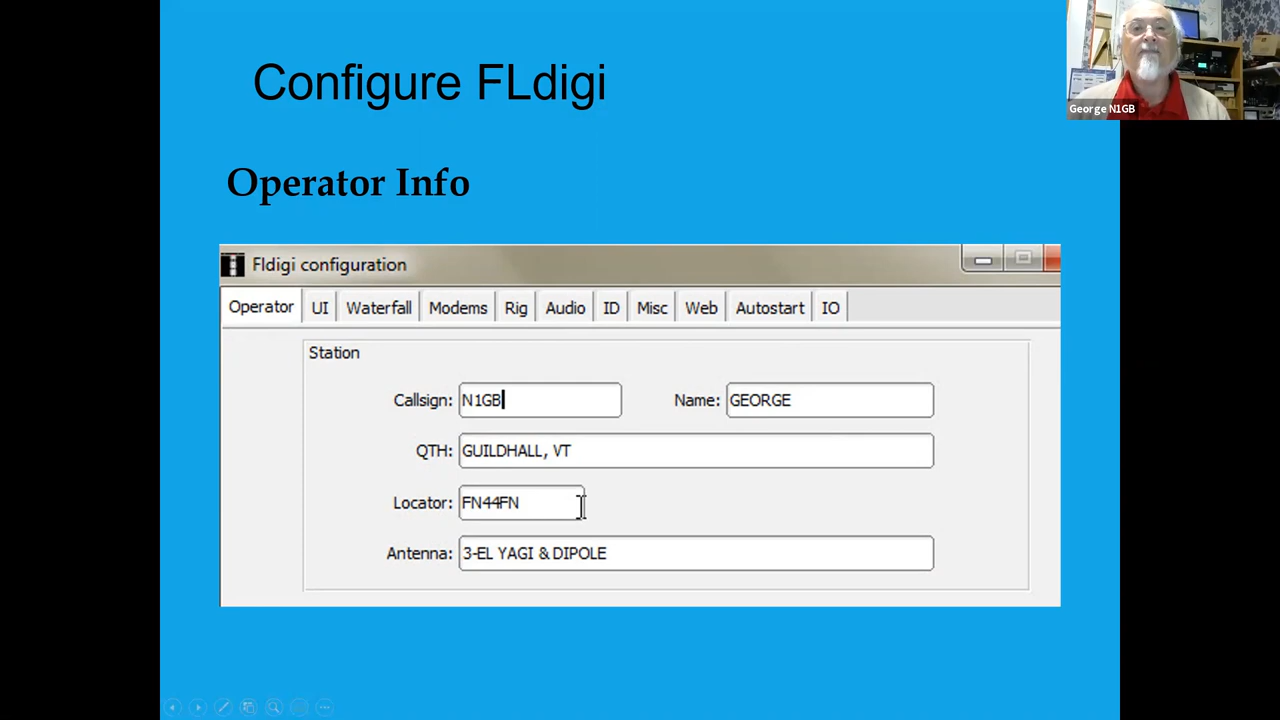 Configure FLdigi
George N1GB
Operator Info
Fldigi configuration
Operator UI Waterfall Modems Rig Audio ID Misc Web Autostart IO
Station
Callsign: N1GB Name: GEORGE
QTH: GUILDHALL, VT
Locator: FN44FN
Antenna: 3-EL YAGI & DIPOLE